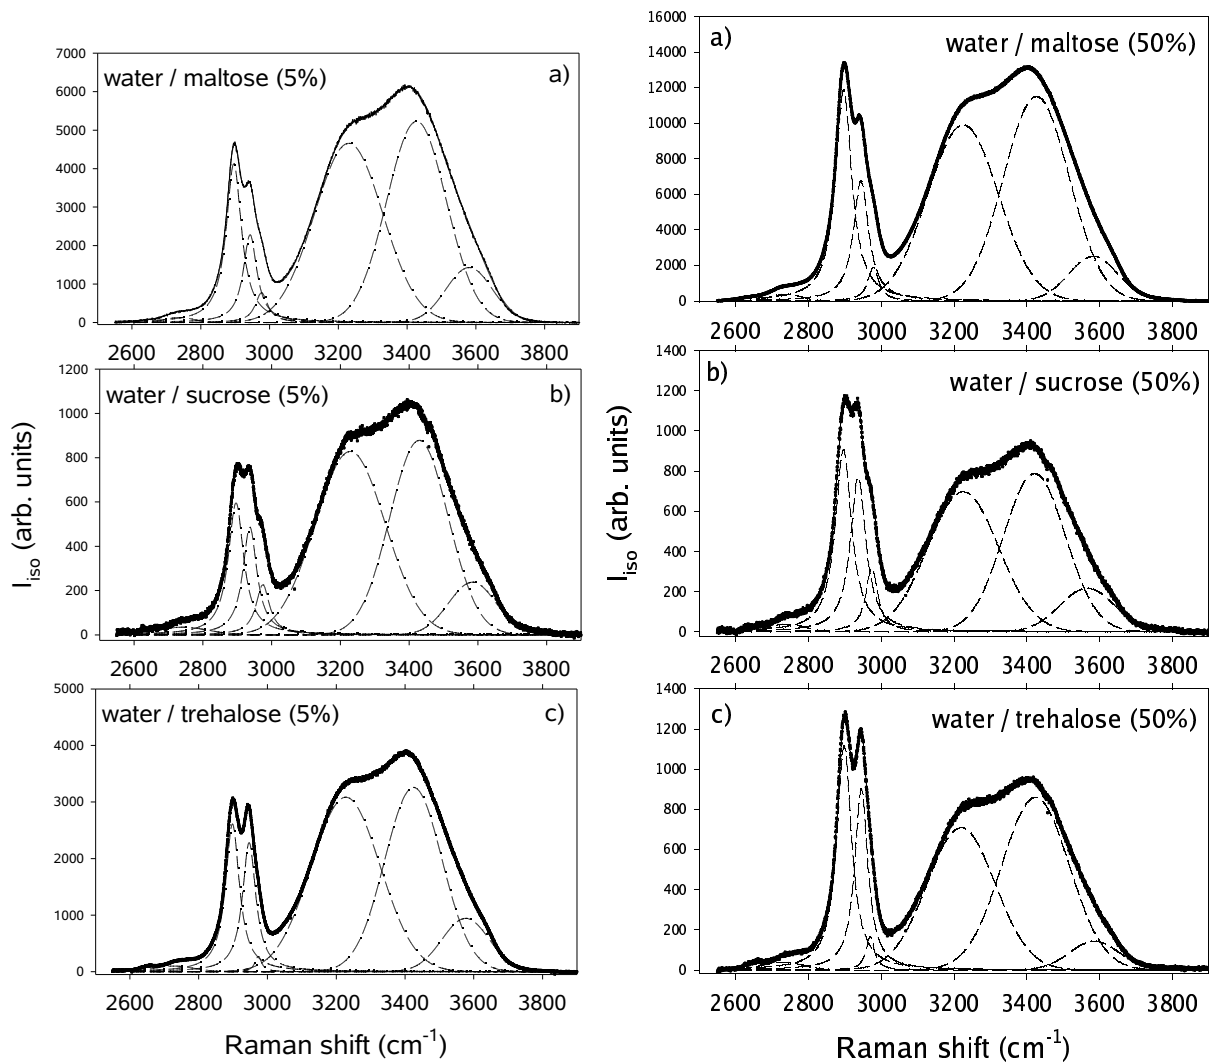 water / maltose (5%)
a)
7000
6000
5000
4000
3000
2000
1000
0
2600 2800 3000 3200 3400 3600 3800
water / sucrose (5%)
b)
1200
1000
800
600
400
200
0
2600 2800 3000 3200 3400 3600 3800
water / trehalose (5%)
c)
5000
4000
3000
2000
1000
0
2600 2800 3000 3200 3400 3600 3800
I_iso (arb. units)
Raman shift (cm⁻¹)
a)
water / maltose (50%)
16000
14000
12000
10000
8000
6000
4000
2000
0
2600 2800 3000 3200 3400 3600 3800
b)
water / sucrose (50%)
1400
1200
1000
800
600
400
200
0
2600 2800 3000 3200 3400 3600 3800
c)
water / trehalose (50%)
1400
1200
1000
800
600
400
200
0
2600 2800 3000 3200 3400 3600 3800
I_iso (arb. units)
Raman shift (cm⁻¹)